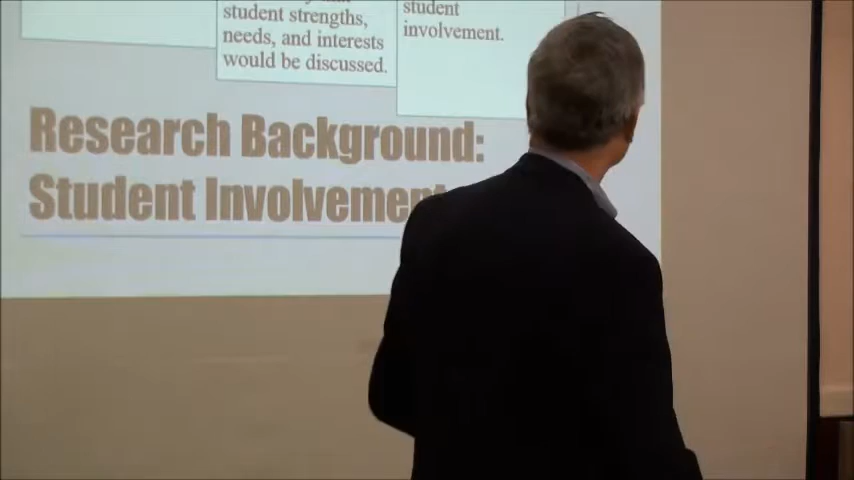 student strengths,
needs, and interests
would be discussed.
student
involvement.
Research Background:
Student Involvement